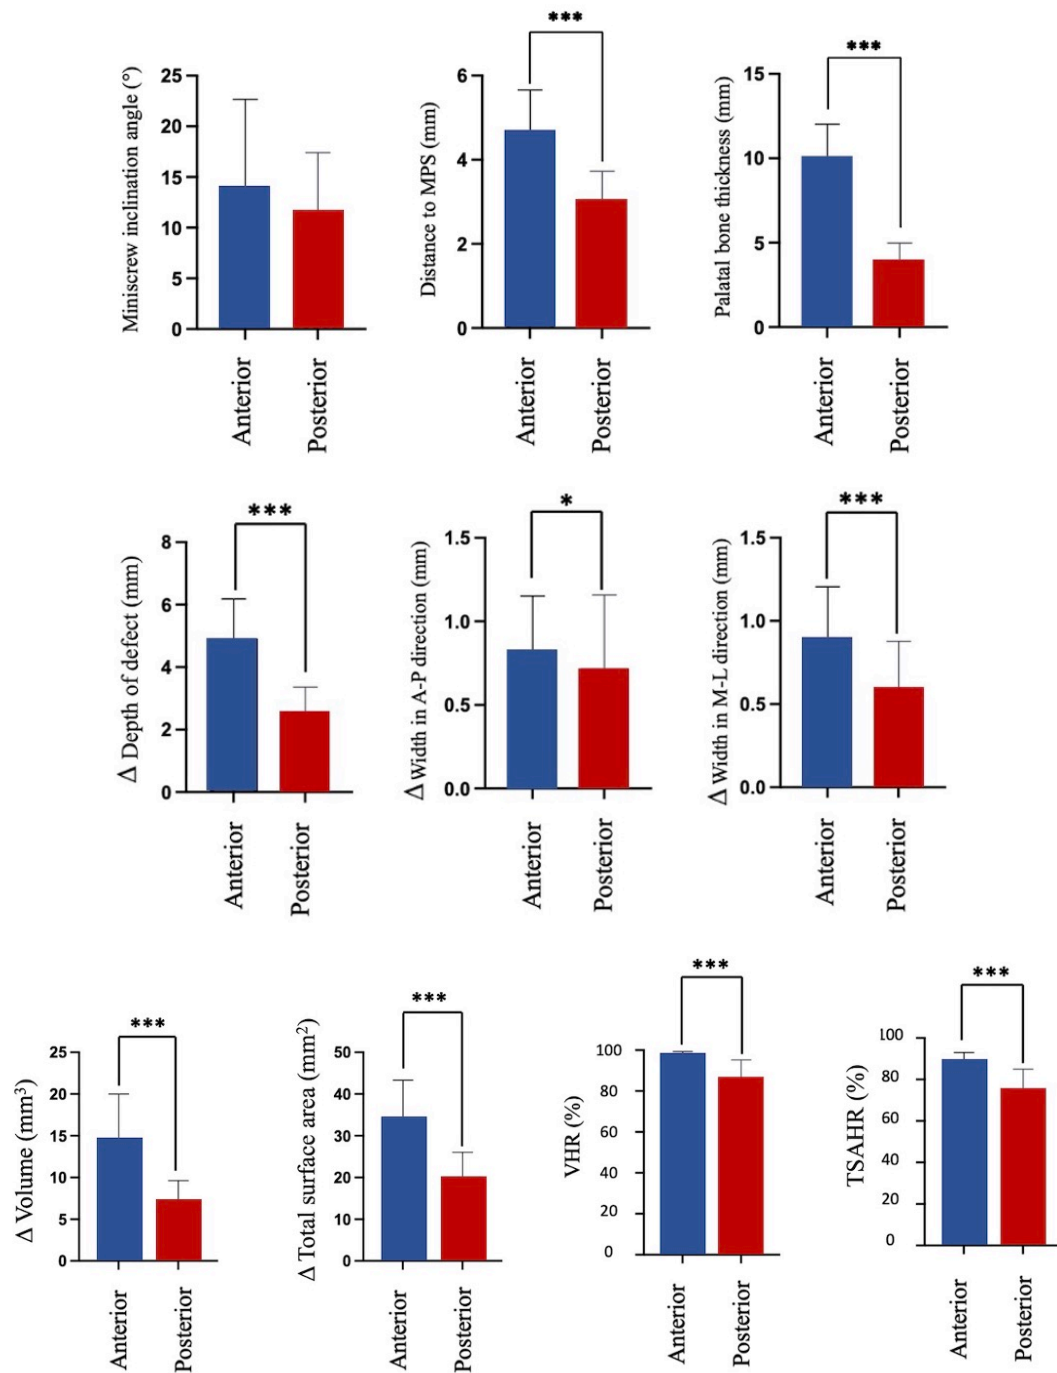 ***
Miniscrew inclination angle (°)
25
20
15
10
5
0
Anterior
Posterior
Distance to MPS (mm)
6
4
2
0
Anterior
Posterior
***
Palatal bone thickness (mm)
15
10
5
0
Anterior
Posterior
***
Δ Depth of defect (mm)
8
6
4
2
0
Anterior
Posterior
*
Δ Width in A-P direction (mm)
1.5
1.0
0.5
0.0
Anterior
Posterior
***
Δ Width in M-L direction (mm)
1.5
1.0
0.5
0.0
Anterior
Posterior
***
Δ Volume (mm³)
25
20
15
10
5
0
Anterior
Posterior
***
Δ Total surface area (mm²)
50
40
30
20
10
0
Anterior
Posterior
***
VHR (%)
100
80
60
40
20
0
Anterior
Posterior
***
TSAHR (%)
100
80
60
40
20
0
Anterior
Posterior